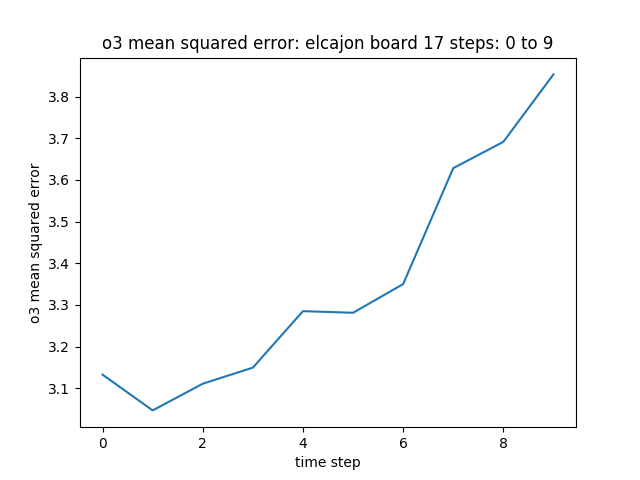 o3 mean squared error: elcajon board 17 steps: 0 to 9
o3 mean squared error
3.8
3.7
3.6
3.5
3.4
3.3
3.2
3.1
0 2 4 6 8
time step